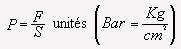 P = F/S unités (Bar = Kg/cm²)